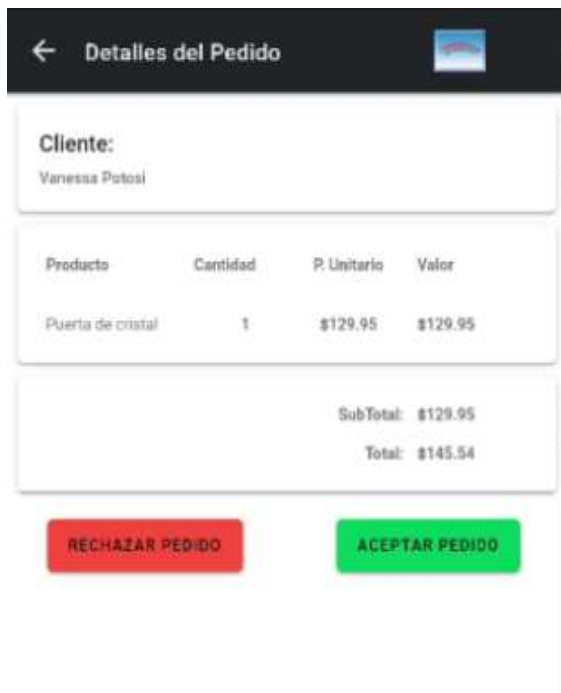 Detalles del Pedido
Cliente:
Vanessa Potosí
Producto Cantidad P. Unitario Valor
Puerta de cristal 1 $129.95 $129.95
SubTotal: $129.95
Total: $145.54
RECHAZAR PEDIDO ACEPTAR PEDIDO